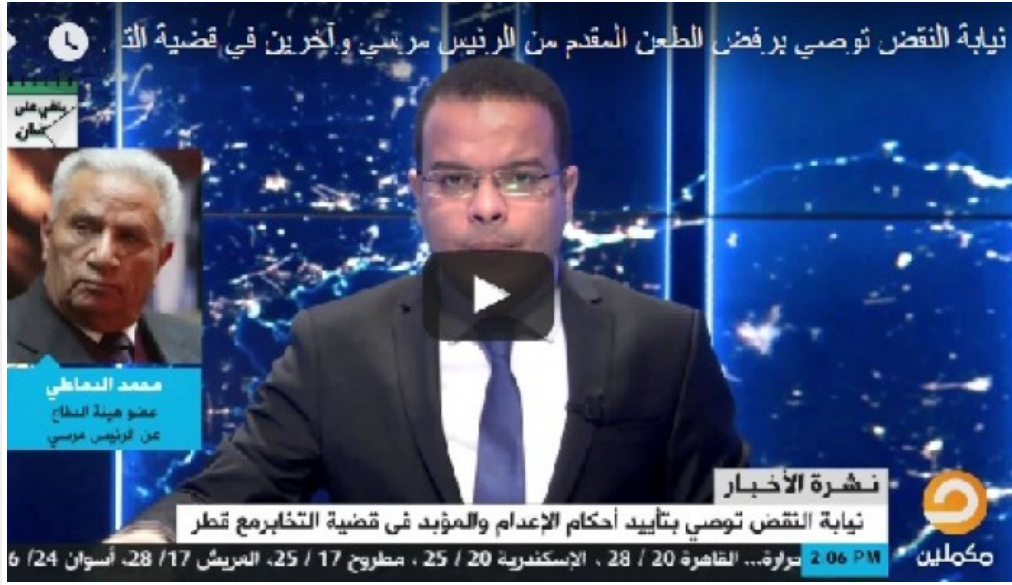 نيابة النقض توصي برفض الطعن المقدم من الرئيس مرسي وآخرين في قضية الت
محمد الدماطي
عضو هيئة الدفاع
عن الرئيس مرسي
نشرة الأخبار
نيابة النقض توصي بتأييد أحكام الإعدام والمؤبد في قضية التخابر مع قطر
2:06 PM حرارة... القاهرة 20 / 28 ، الإسكندرية 20 / 25 ، مطروح 17 / 25، العريش 17/ 28، أسوان 24/
مكملين